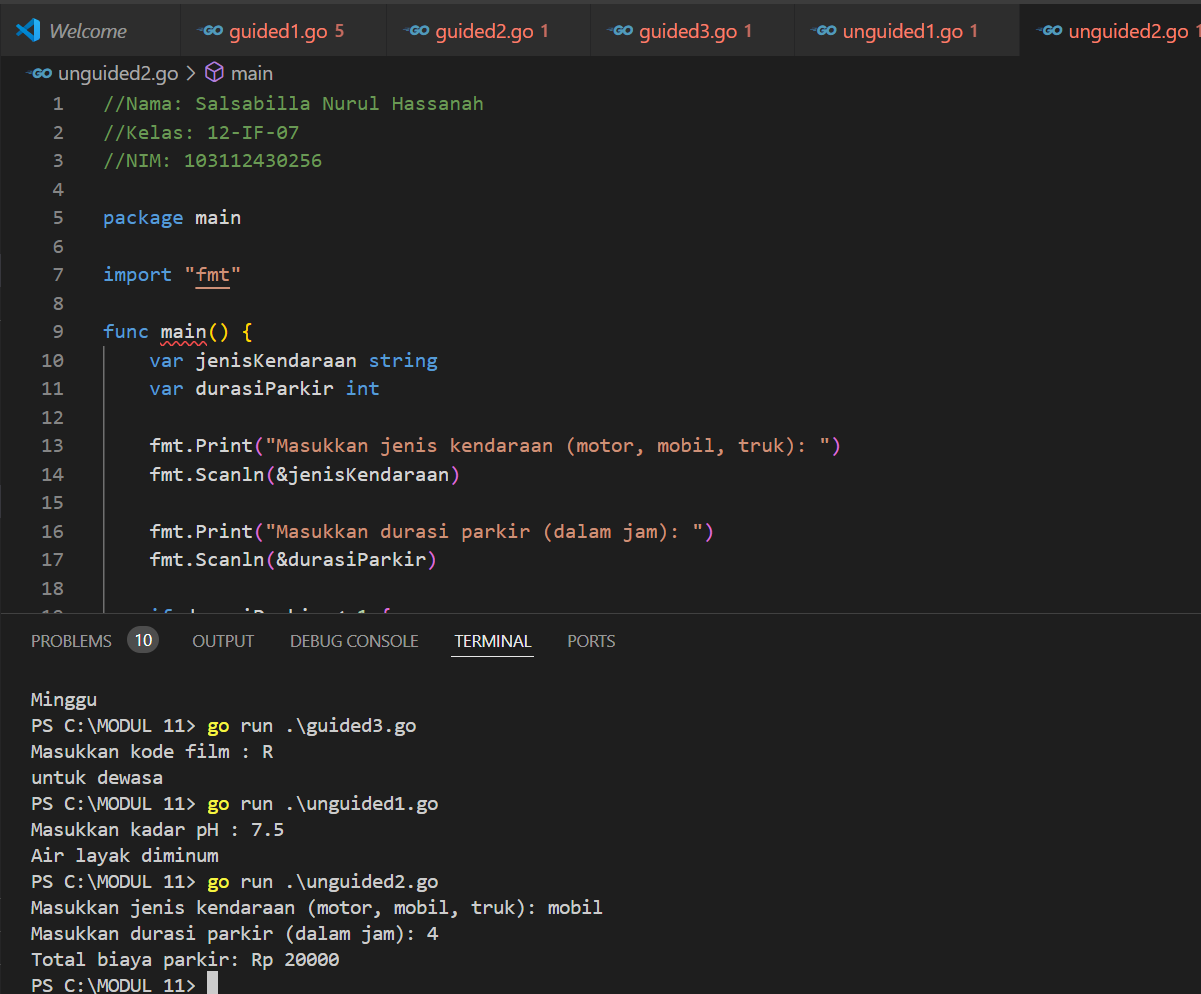 Welcome
GO guided1.go 5
GO guided2.go 1
GO guided3.go 1
GO unguided1.go 1
GO unguided2.go 1
GO unguided2.go > main
1 //Nama: Salsabilla Nurul Hassanah
2 //Kelas: 12-IF-07
3 //NIM: 103112430256
4
5 package main
6
7 import "fmt"
8
9 func main() {
10 var jenisKendaraan string
11 var durasiParkir int
12
13 fmt.Print("Masukkan jenis kendaraan (motor, mobil, truk): ")
14 fmt.Scanln(&jenisKendaraan)
15
16 fmt.Print("Masukkan durasi parkir (dalam jam): ")
17 fmt.Scanln(&durasiParkir)
18
PROBLEMS 10 OUTPUT DEBUG CONSOLE TERMINAL PORTS
Minggu
PS C:\MODUL 11> go run .\guided3.go
Masukkan kode film : R
untuk dewasa
PS C:\MODUL 11> go run .\unguided1.go
Masukkan kadar pH : 7.5
Air layak diminum
PS C:\MODUL 11> go run .\unguided2.go
Masukkan jenis kendaraan (motor, mobil, truk): mobil
Masukkan durasi parkir (dalam jam): 4
Total biaya parkir: Rp 20000
PS C:\MODUL 11>